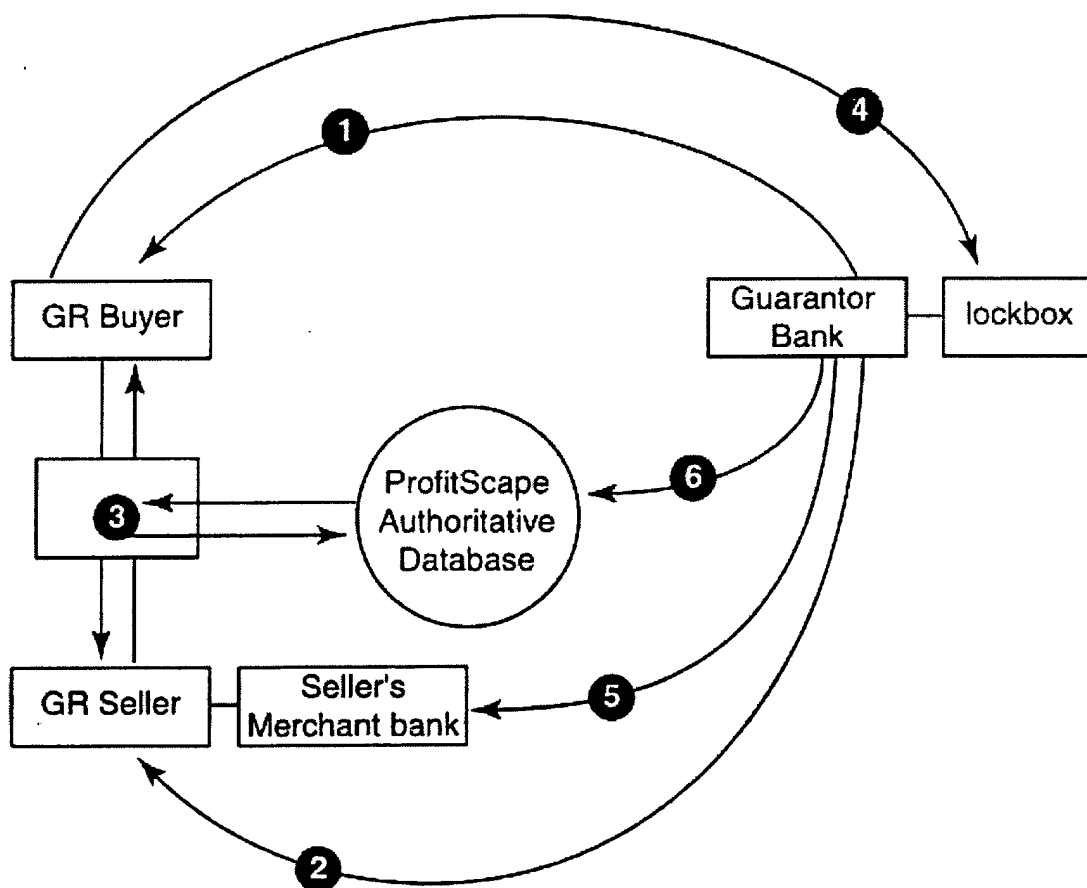 4
1
GR Buyer
Guarantor
Bank
lockbox
6
ProfitScape
Authoritative
Database
3
GR Seller
Seller's
Merchant bank
5
2